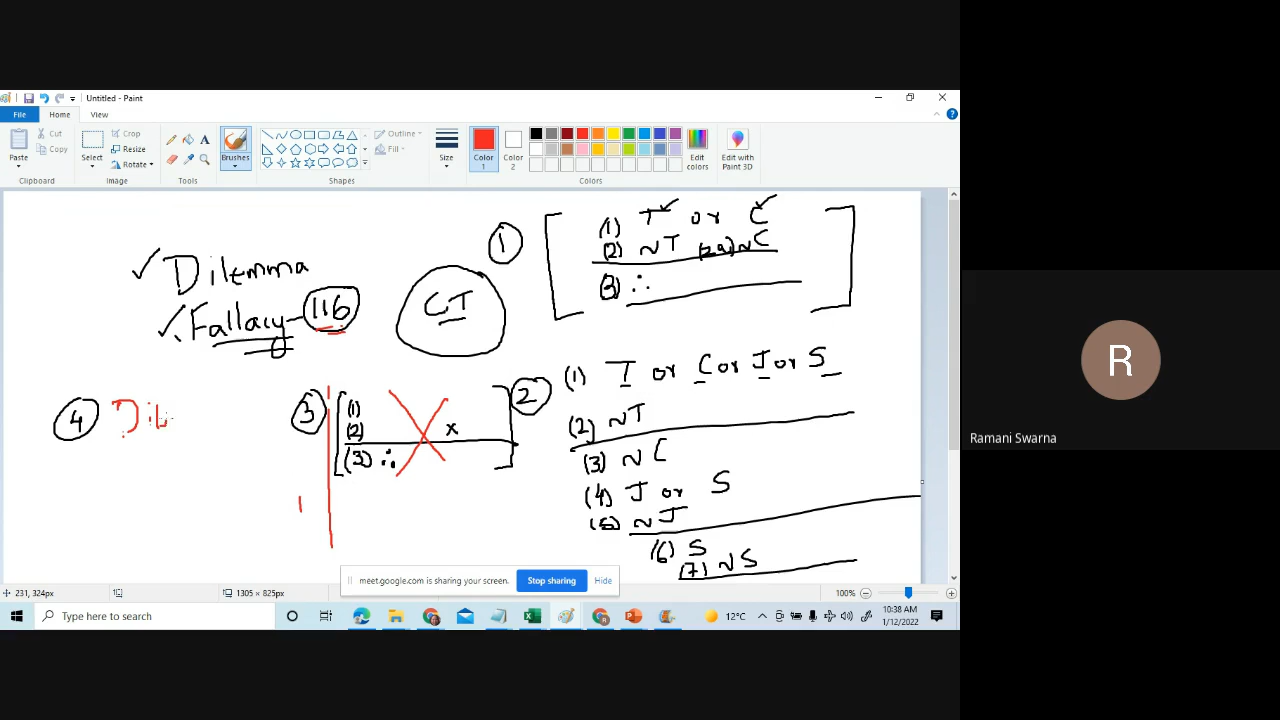 Untitled - Paint
File Home View
Paste Cut Copy
Select Crop Resize Rotate
Brushes
Outline Fill
Size Color 1 Color 2 Edit colors Edit with Paint 3D
Clipboard Image Tools Shapes Colors
✓ Dilemma
✓ Fallacy - 116
CT
1
(1) T ✓ or C ✓
(2) ~T (2a) ~C
(3) ∴
2
(1) T or C or J or S
(2) ~T
(3) ~C
(4) J or S
(5) ~J
(6) S
(7) ~S
3
(1)
(2) x
(3) ∴
4 Dil
meet.google.com is sharing your screen. Stop sharing Hide
231, 324px 1305 × 825px 100%
Type here to search 12°C 10:38 AM
1/12/2022
R
Ramani Swarna